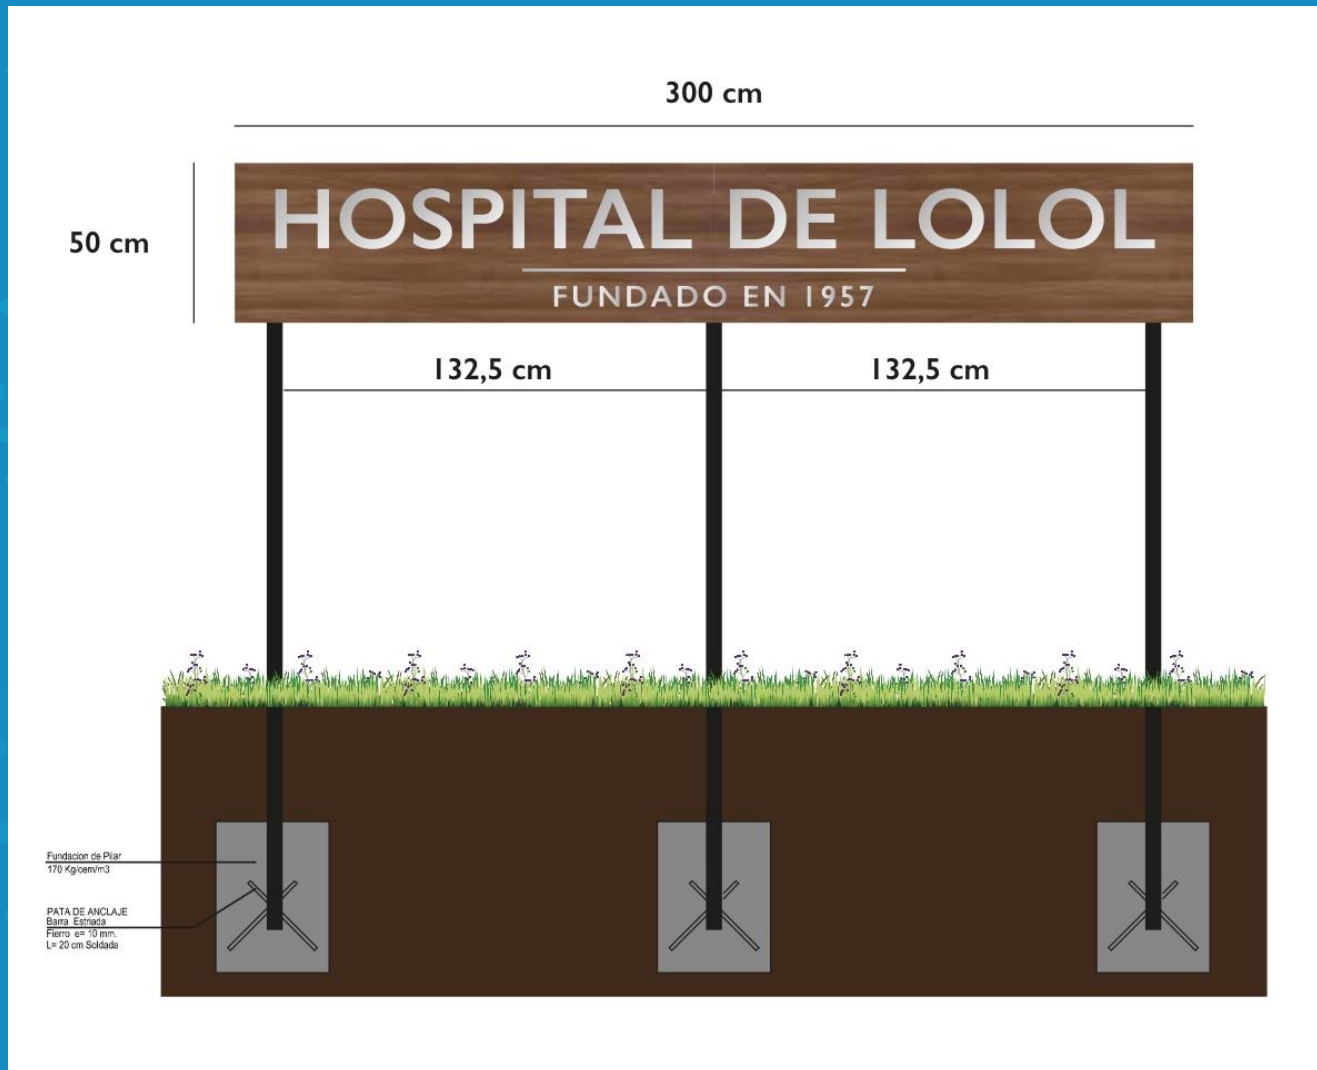 300 cm
50 cm
HOSPITAL DE LOLOL
FUNDADO EN 1957
132,5 cm
132,5 cm
Fundacion de Pilar
170 Kg/cem/m3
PATA DE ANCLAJE
Barra Estriada
Fierro e= 10 mm.
L= 20 cm Soldada